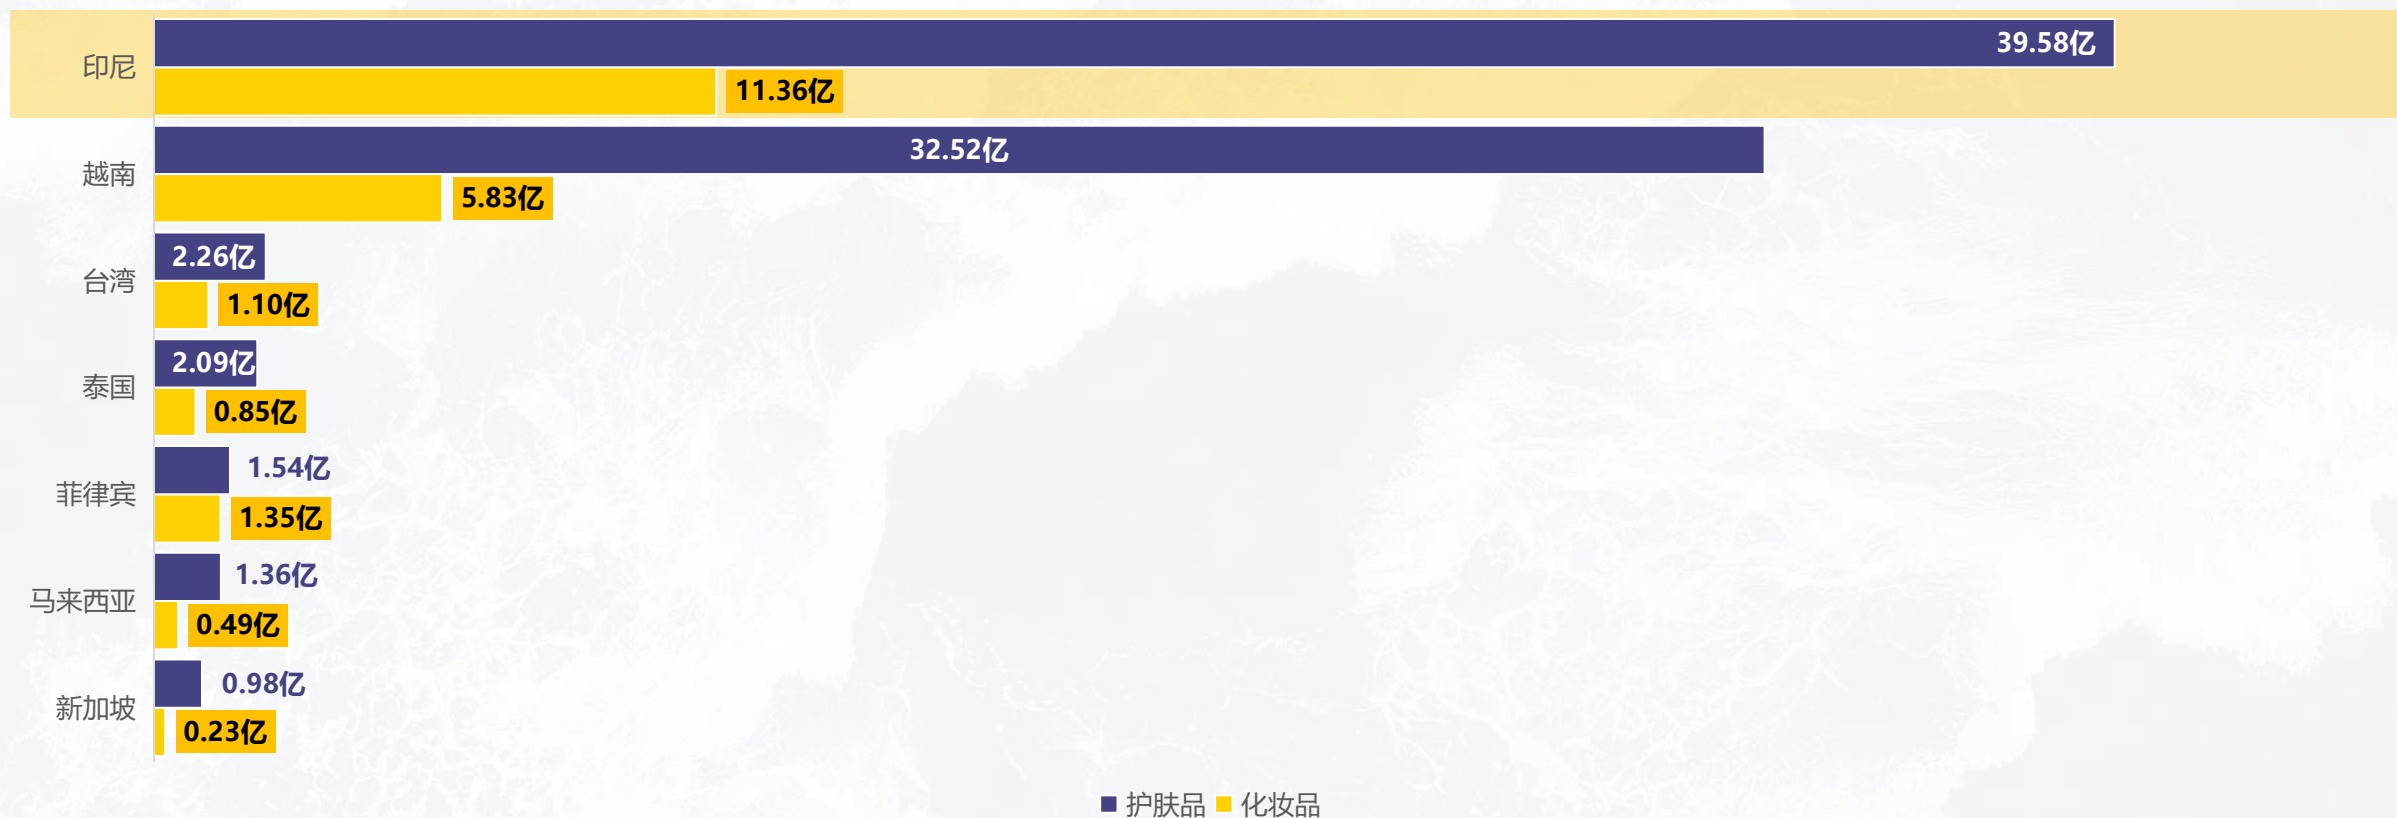 印尼
39.58亿
11.36亿
越南
32.52亿
5.83亿
台湾
2.26亿
1.10亿
泰国
2.09亿
0.85亿
菲律宾
1.54亿
1.35亿
马来西亚
1.36亿
0.49亿
新加坡
0.98亿
0.23亿
护肤品 化妆品